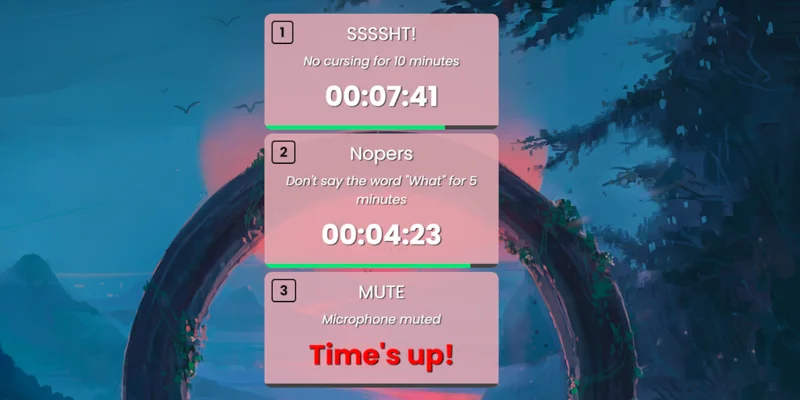 1
SSSSHT!
No cursing for 10 minutes
00:07:41
2
Nopers
Don't say the word "What" for 5
minutes
00:04:23
3
MUTE
Microphone muted
Time's up!